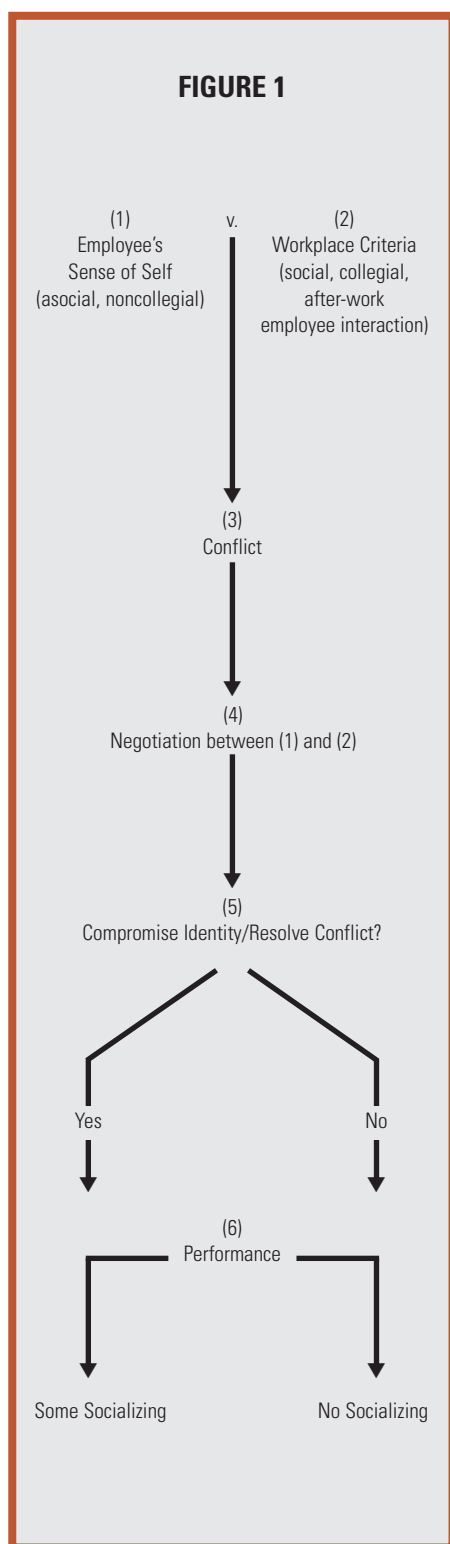 FIGURE 1
(1)
Employee's
Sense of Self
(asocial, noncollegial)
v.
(2)
Workplace Criteria
(social, collegial,
after-work
employee interaction)
(3)
Conflict
(4)
Negotiation between (1) and (2)
(5)
Compromise Identity/Resolve Conflict?
Yes
No
(6)
Performance
Some Socializing
No Socializing